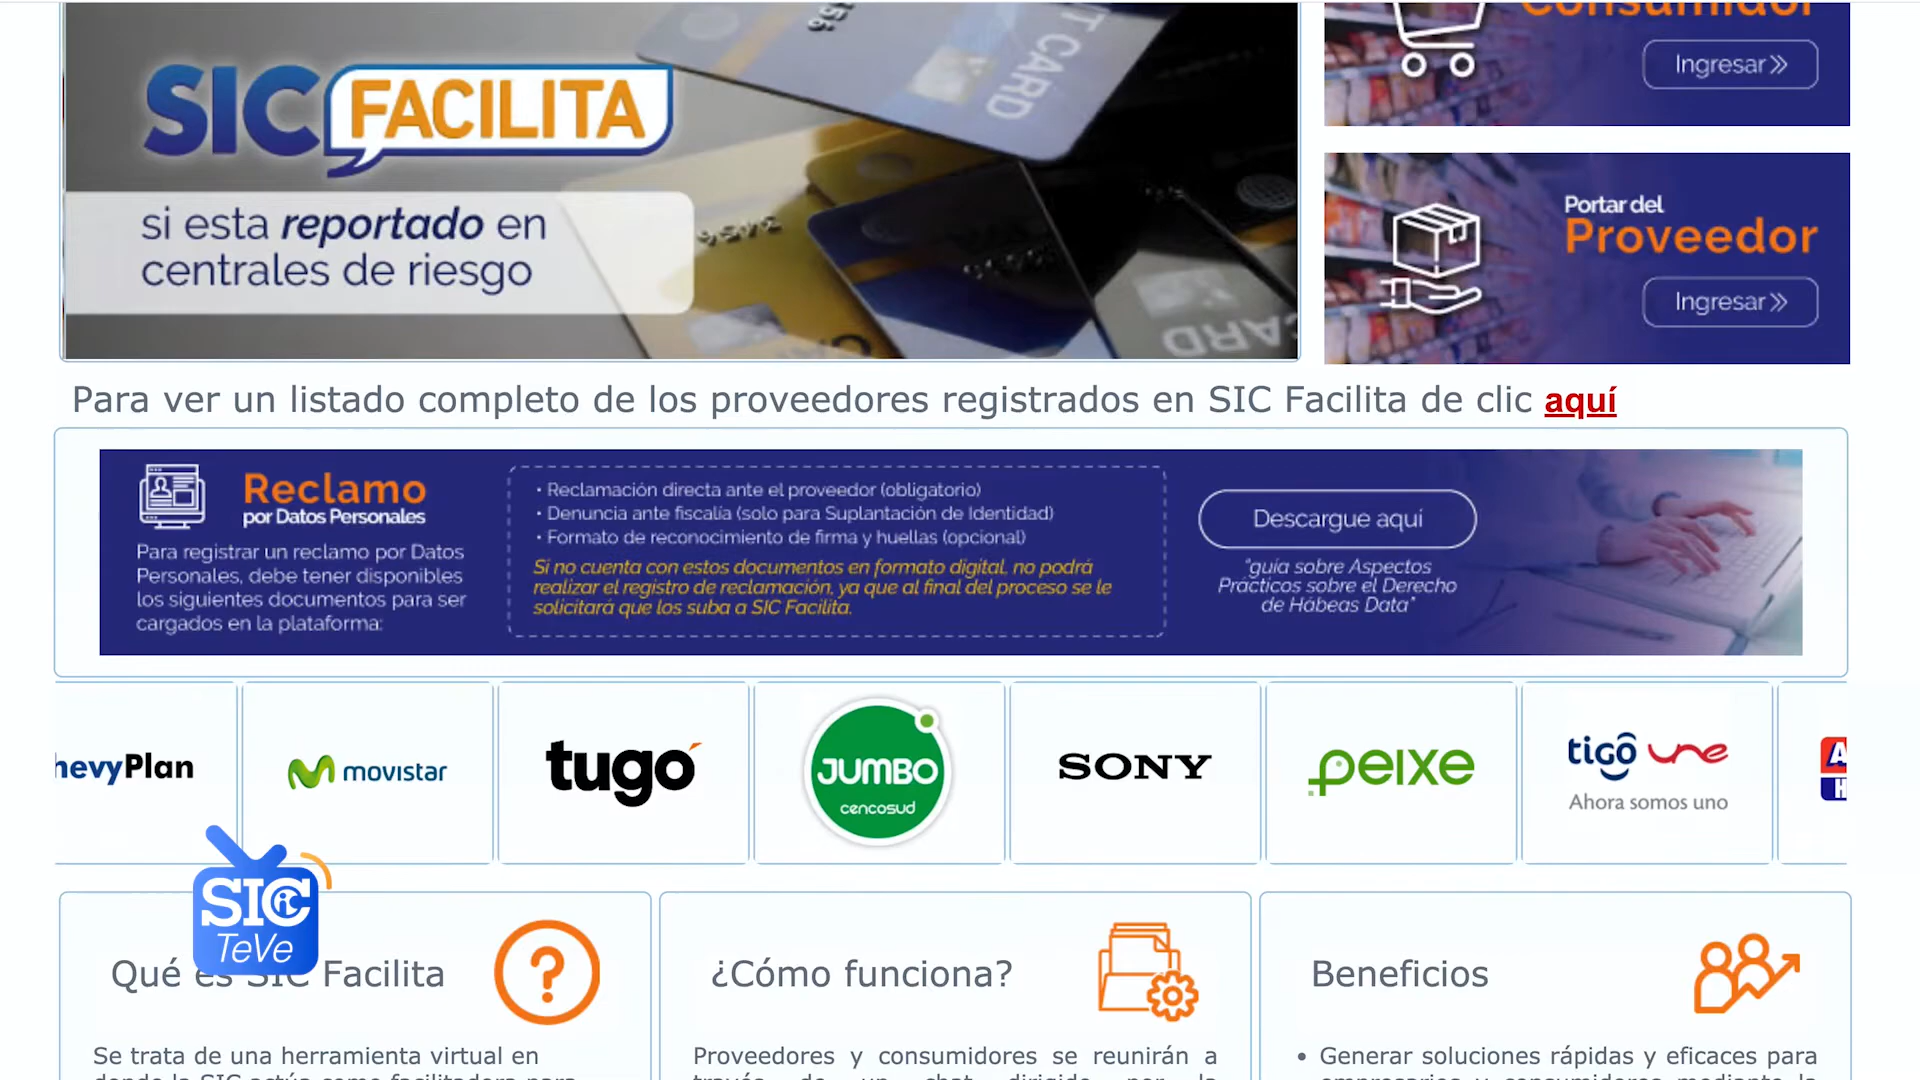 Consumidor
Ingresar »
SIC FACILITA
si esta reportado en
centrales de riesgo
Portar del
Proveedor
Ingresar »
Para ver un listado completo de los proveedores registrados en SIC Facilita de clic aquí
Reclamo
por Datos Personales
Para registrar un reclamo por Datos
Personales, debe tener disponibles
los siguientes documentos para ser
cargados en la plataforma:
• Reclamación directa ante el proveedor (obligatorio)
• Denuncia ante fiscalía (solo para Suplantación de Identidad)
• Formato de reconocimiento de firma y huellas (opcional)
Si no cuenta con estos documentos en formato digital, no podrá
realizar el registro de reclamación, ya que al final del proceso se le
solicitará que los suba a SIC Facilita.
Descargue aquí
"guía sobre Aspectos
Prácticos sobre el Derecho
de Hábeas Data"
hevyPlan
movistar
tugó
JUMBO
cencosud
SONY
peixe
tigo une
Ahora somos uno
SIC
TeVe
Qué es SIC Facilita
¿Cómo funciona?
Beneficios
Se trata de una herramienta virtual en
Proveedores y consumidores se reunirán a
• Generar soluciones rápidas y eficaces para